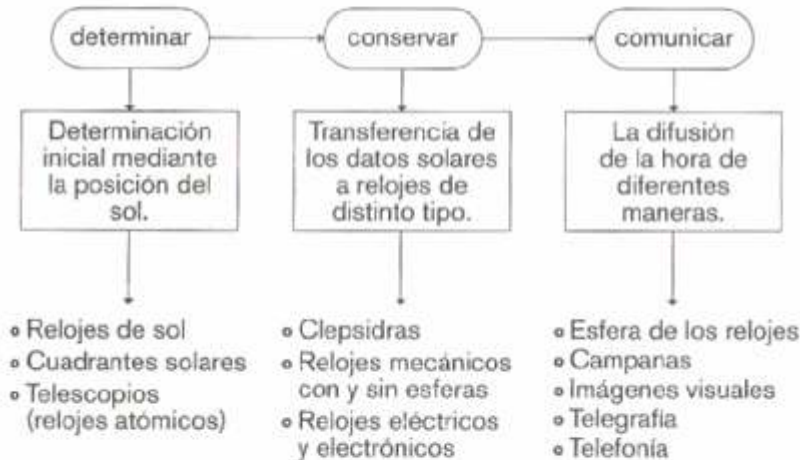 determinar
conservar
comunicar
Determinación
inicial mediante
la posición del
sol.
Transferencia de
los datos solares
a relojes de
distinto tipo.
La difusión
de la hora de
diferentes
maneras.
• Relojes de sol
• Cuadrantes solares
• Telescopios
(relojes atómicos)
• Clepsidras
• Relojes mecánicos
con y sin esferas
• Relojes eléctricos
y electrónicos
• Esfera de los relojes
• Campanas
• Imágenes visuales
• Telegrafía
• Telefonía